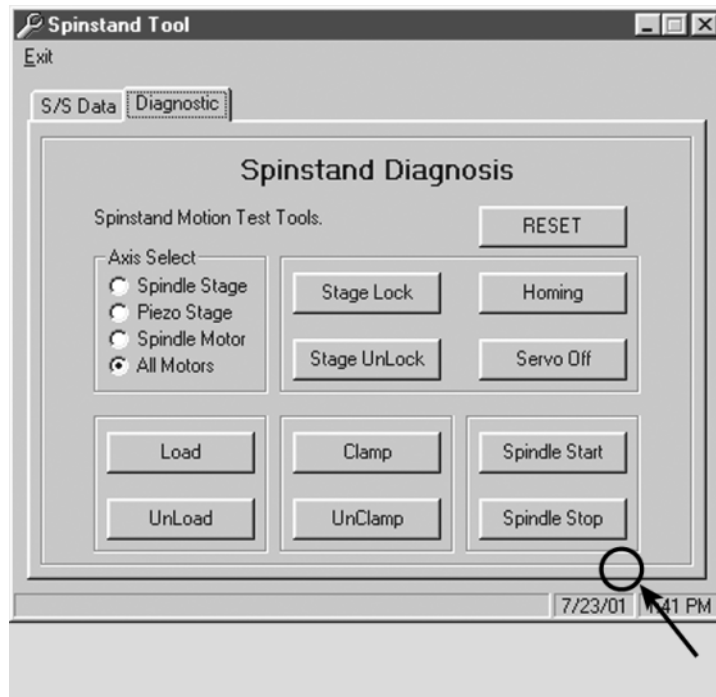 Spinstand Tool
Exit
S/S Data Diagnostic
Spinstand Diagnosis
Spinstand Motion Test Tools.
RESET
Axis Select
Spindle Stage
Piezo Stage
Spindle Motor
All Motors
Stage Lock Homing
Stage UnLock Servo Off
Load Clamp Spindle Start
UnLoad UnClamp Spindle Stop
7/23/01 :41 PM